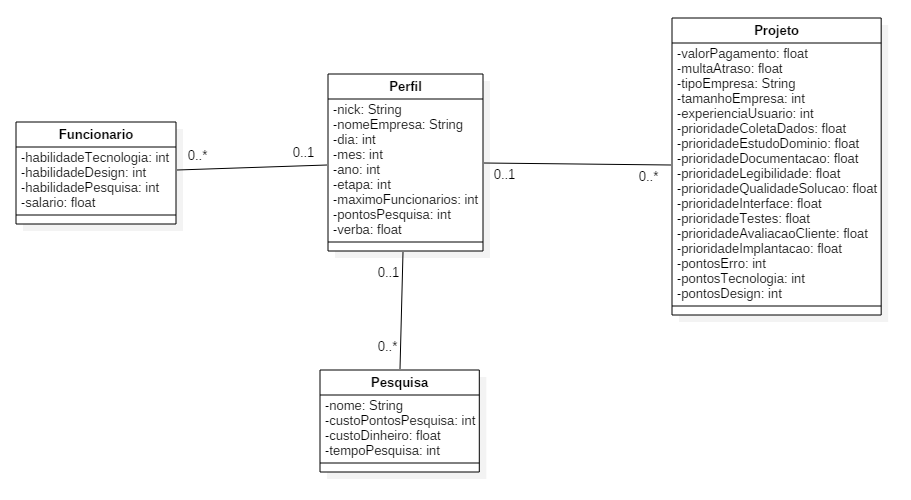 Funcionario
-habilidadeTecnologia: int
-habilidadeDesign: int
-habilidadePesquisa: int
-salario: float
0..*
0..1
Perfil
-nick: String
-nomeEmpresa: String
-dia: int
-mes: int
-ano: int
-etapa: int
-maximoFuncionarios: int
-pontosPesquisa: int
-verba: float
0..1
0..*
Projeto
-valorPagamento: float
-multaAtraso: float
-tipoEmpresa: String
-tamanhoEmpresa: int
-experienciaUsuario: int
-prioridadeColetaDados: float
-prioridadeEstudoDominio: float
-prioridadeDocumentacao: float
-prioridadeLegibilidade: float
-prioridadeQualidadeSolucao: float
-prioridadeInterface: float
-prioridadeTestes: float
-prioridadeAvaliacaoCliente: float
-prioridadeImplantacao: float
-pontosErro: int
-pontosTecnologia: int
-pontosDesign: int
0..1
0..*
Pesquisa
-nome: String
-custoPontosPesquisa: int
-custoDinheiro: float
-tempoPesquisa: int